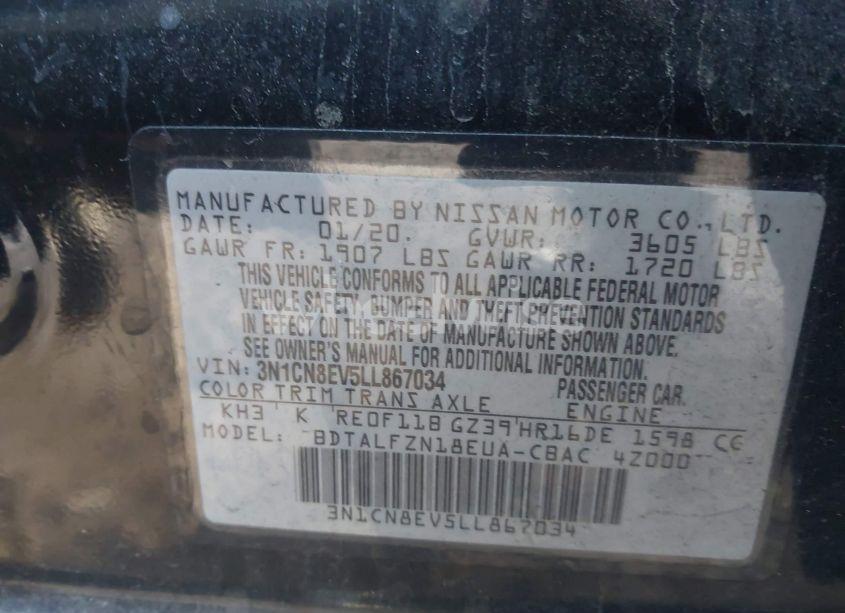 MANUFACTURED BY NISSAN MOTOR CO., LTD.
DATE: 01/20. GVWR: 3605 LBS
GAWR FR: 1907 LBS GAWR RR: 1720 LBS
THIS VEHICLE CONFORMS TO ALL APPLICABLE FEDERAL MOTOR
VEHICLE SAFETY, BUMPER AND THEFT PREVENTION STANDARDS
IN EFFECT ON THE DATE OF MANUFACTURE SHOWN ABOVE.
SEE OWNER'S MANUAL FOR ADDITIONAL INFORMATION.
VIN: 3N1CN8EV5LL867034 PASSENGER CAR.
COLOR TRIM TRANS AXLE ENGINE
KH3 K RE0F11B GZ39 HR16DE 1598 CC
MODEL: BDTALFZN18EUA-CBAC 4Z000
3N1CN8EV5LL867034